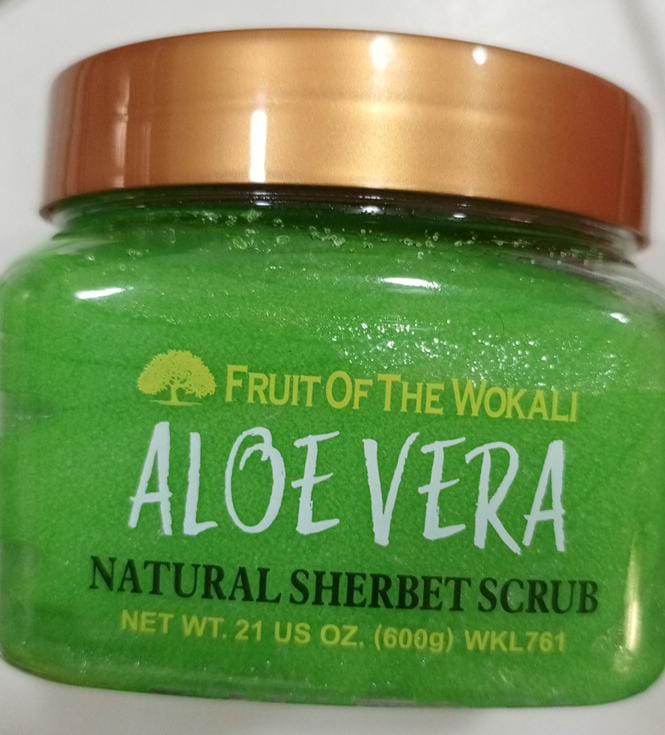 FRUIT OF THE WOKALI
ALOE VERA
NATURAL SHERBET SCRUB
NET WT. 21 US OZ. (600g) WKL761